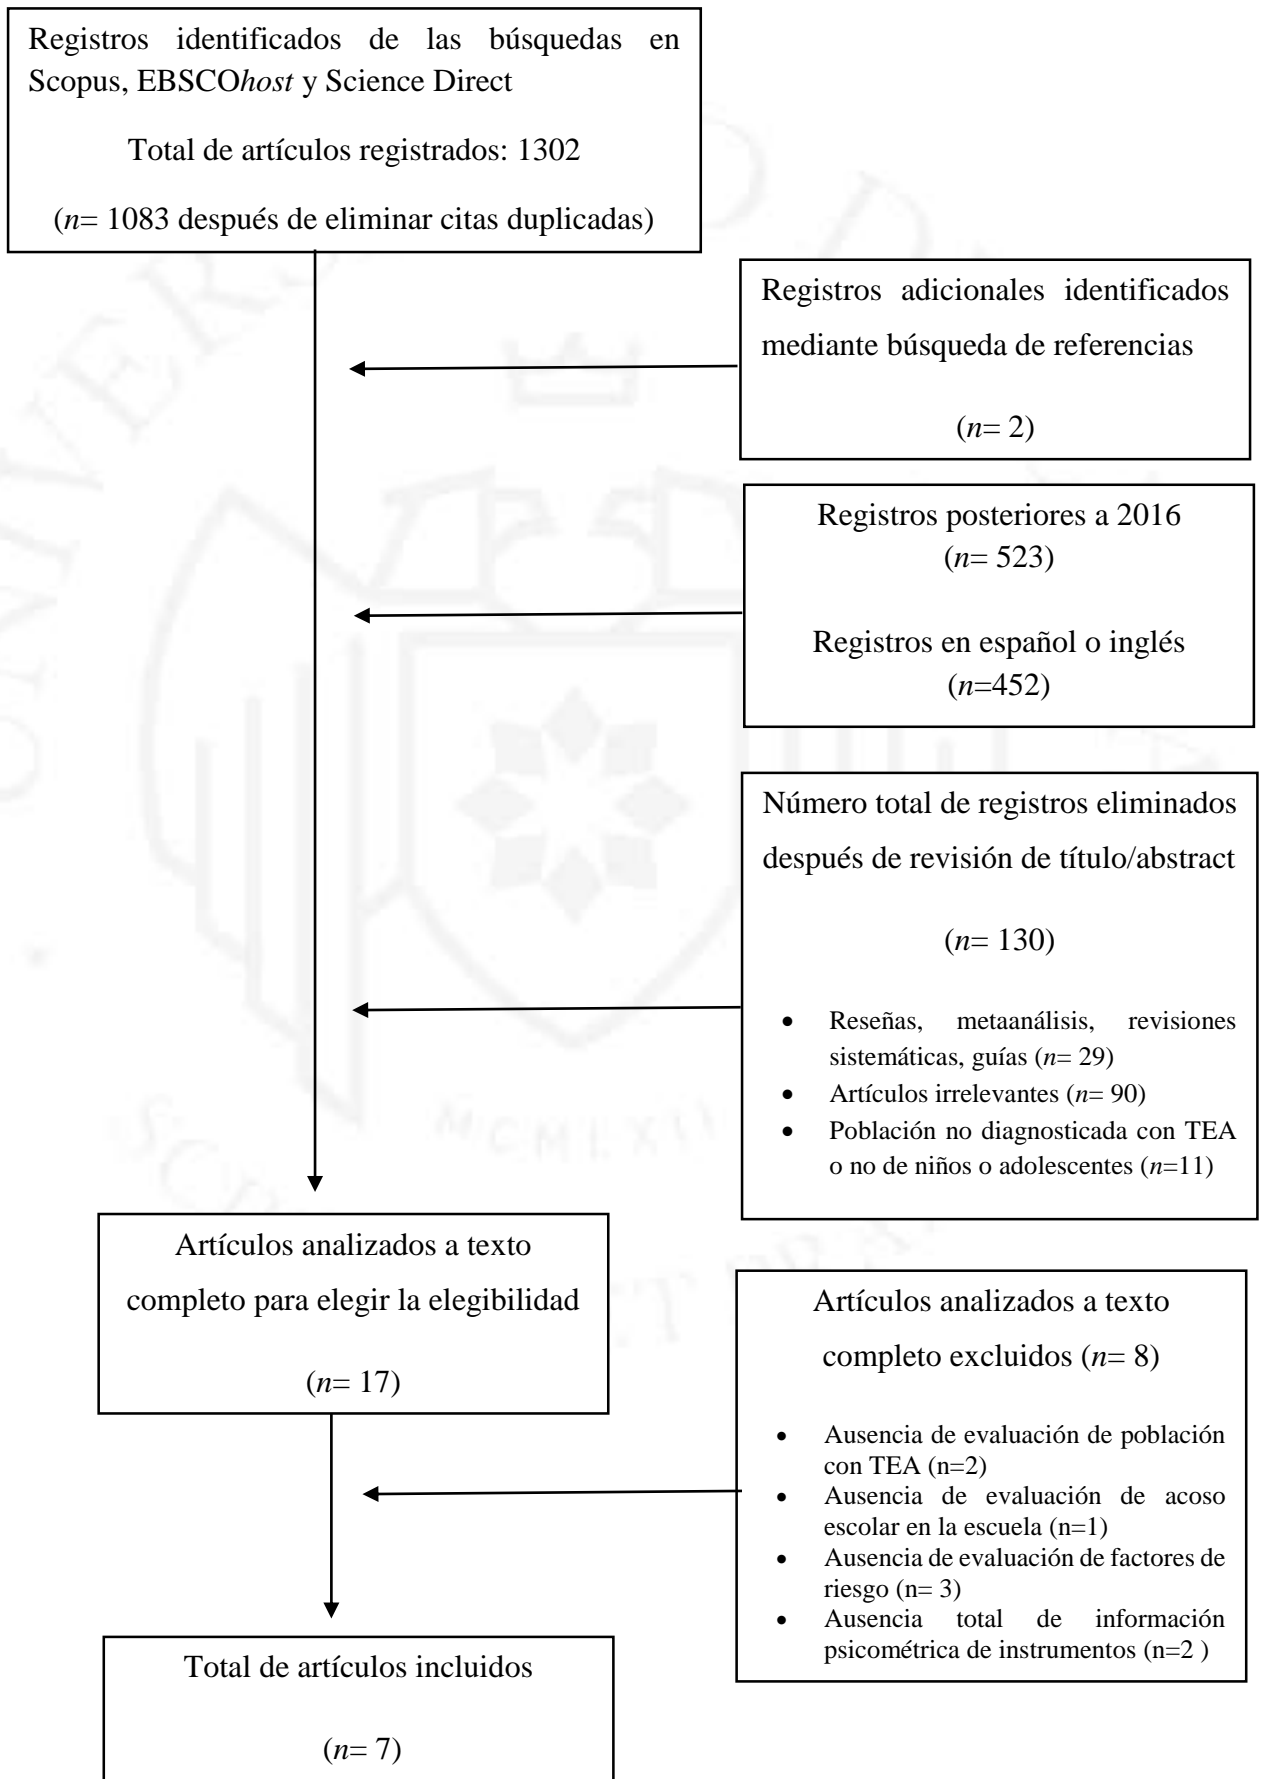 Registros identificados de las búsquedas en
Scopus, EBSCOhost y Science Direct
Total de artículos registrados: 1302
(n= 1083 después de eliminar citas duplicadas)
Registros adicionales identificados
mediante búsqueda de referencias
(n= 2)
Registros posteriores a 2016
(n= 523)
Registros en español o inglés
(n=452)
Número total de registros eliminados
después de revisión de título/abstract
(n= 130)
• Reseñas, metaanálisis, revisiones
sistemáticas, guías (n= 29)
• Artículos irrelevantes (n= 90)
• Población no diagnosticada con TEA
o no de niños o adolescentes (n=11)
Artículos analizados a texto
completo para elegir la elegibilidad
(n= 17)
Artículos analizados a texto
completo excluidos (n= 8)
• Ausencia de evaluación de población
con TEA (n=2)
• Ausencia de evaluación de acoso
escolar en la escuela (n=1)
• Ausencia de evaluación de factores de
riesgo (n= 3)
• Ausencia total de información
psicométrica de instrumentos (n=2 )
Total de artículos incluidos
(n= 7)